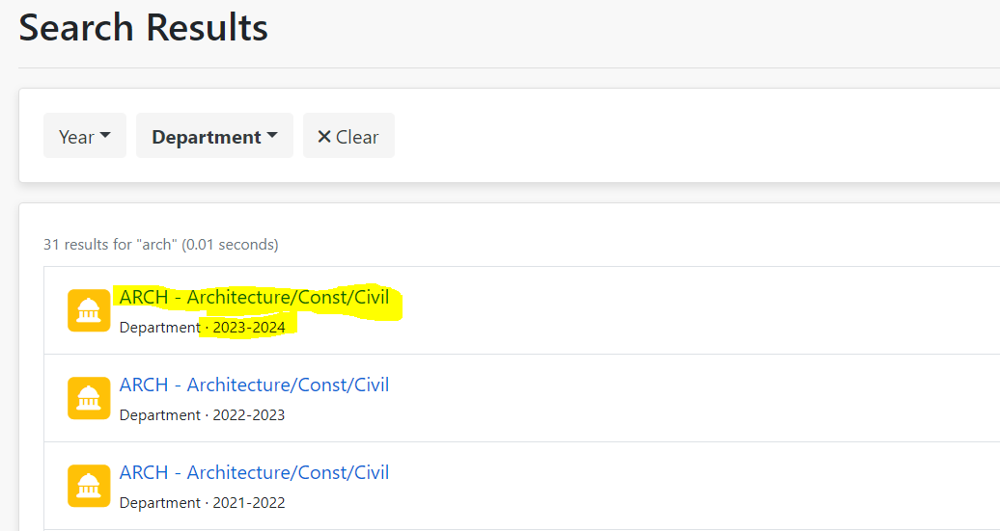 Search Results
Year Department Clear
31 results for "arch" (0.01 seconds)
ARCH - Architecture/Const/Civil
Department · 2023-2024
ARCH - Architecture/Const/Civil
Department · 2022-2023
ARCH - Architecture/Const/Civil
Department · 2021-2022